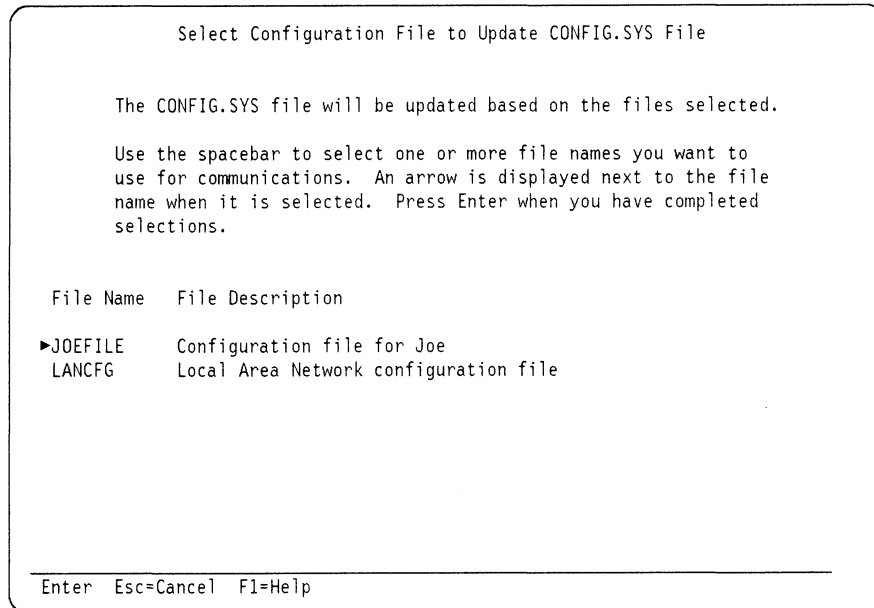 Select Configuration File to Update CONFIG.SYS File
The CONFIG.SYS file will be updated based on the files selected.
Use the spacebar to select one or more file names you want to
use for communications. An arrow is displayed next to the file
name when it is selected. Press Enter when you have completed
selections.
File Name File Description
►JOEFILE Configuration file for Joe
LANCFG Local Area Network configuration file
Enter Esc=Cancel F1=Help